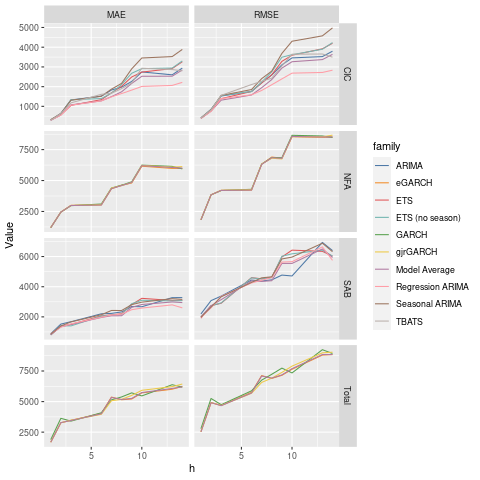 MAE RMSE
5000
4000
3000
2000
1000
CIC
7500
5000
2500
NFA
6000
4000
2000
SAB
7500
5000
2500
Total
5 10 5 10
h
Value
family
ARIMA
eGARCH
ETS
ETS (no season)
GARCH
gjrGARCH
Model Average
Regression ARIMA
Seasonal ARIMA
TBATS